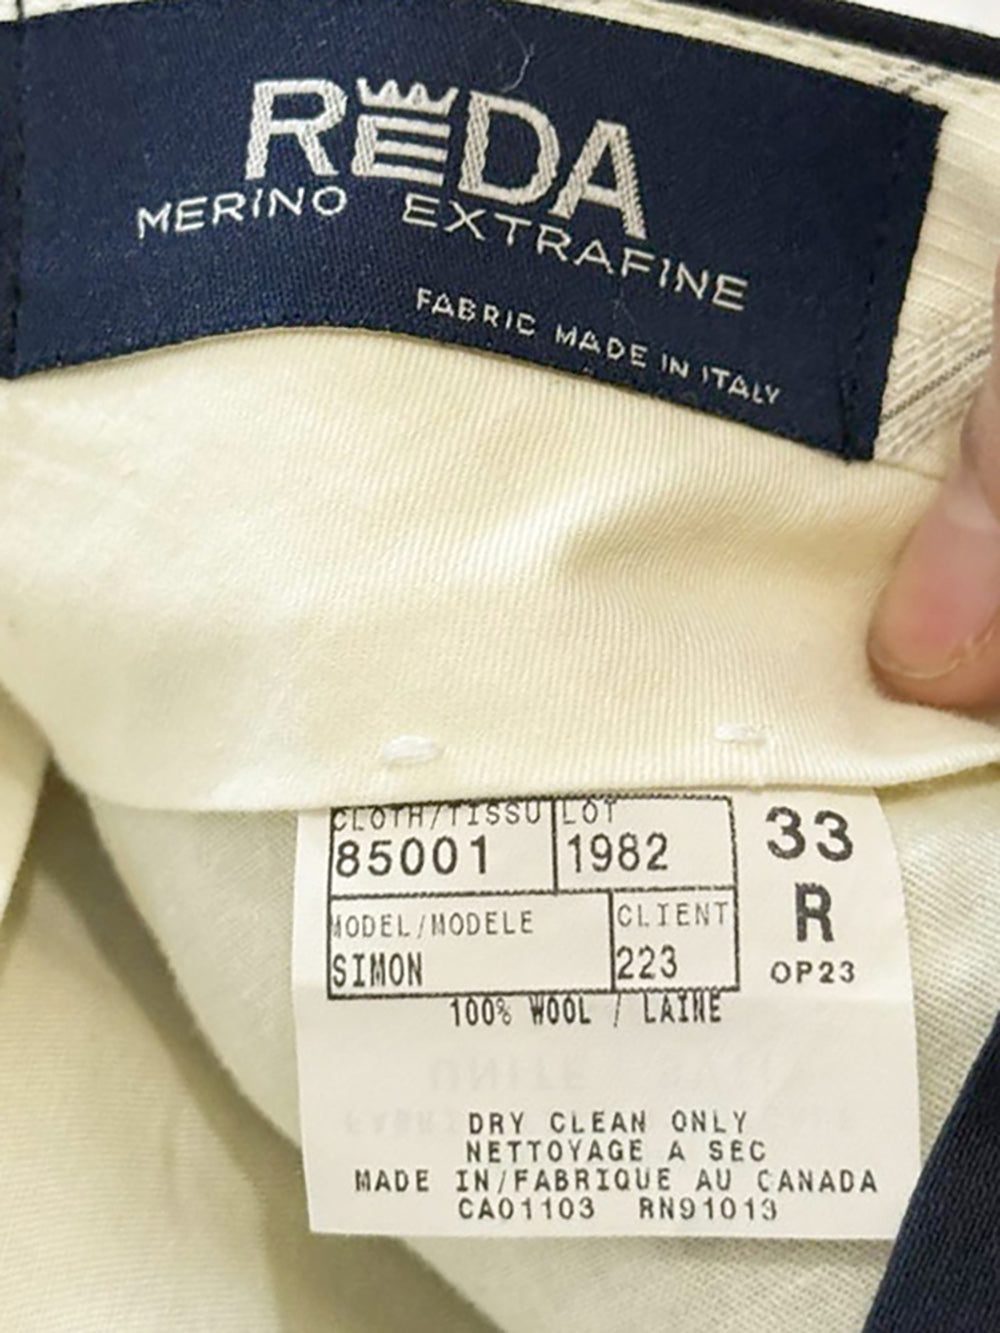 REDA
MERINO EXTRAFINE
FABRIC MADE IN ITALY
CLOTH/TISSU LOT
85001 1982
33
R
OP23
MODEL/MODELE CLIENT
SIMON 223
100% WOOL / LAINE
DRY CLEAN ONLY
NETTOYAGE A SEC
MADE IN/FABRIQUE AU CANADA
CA01103 RN91013